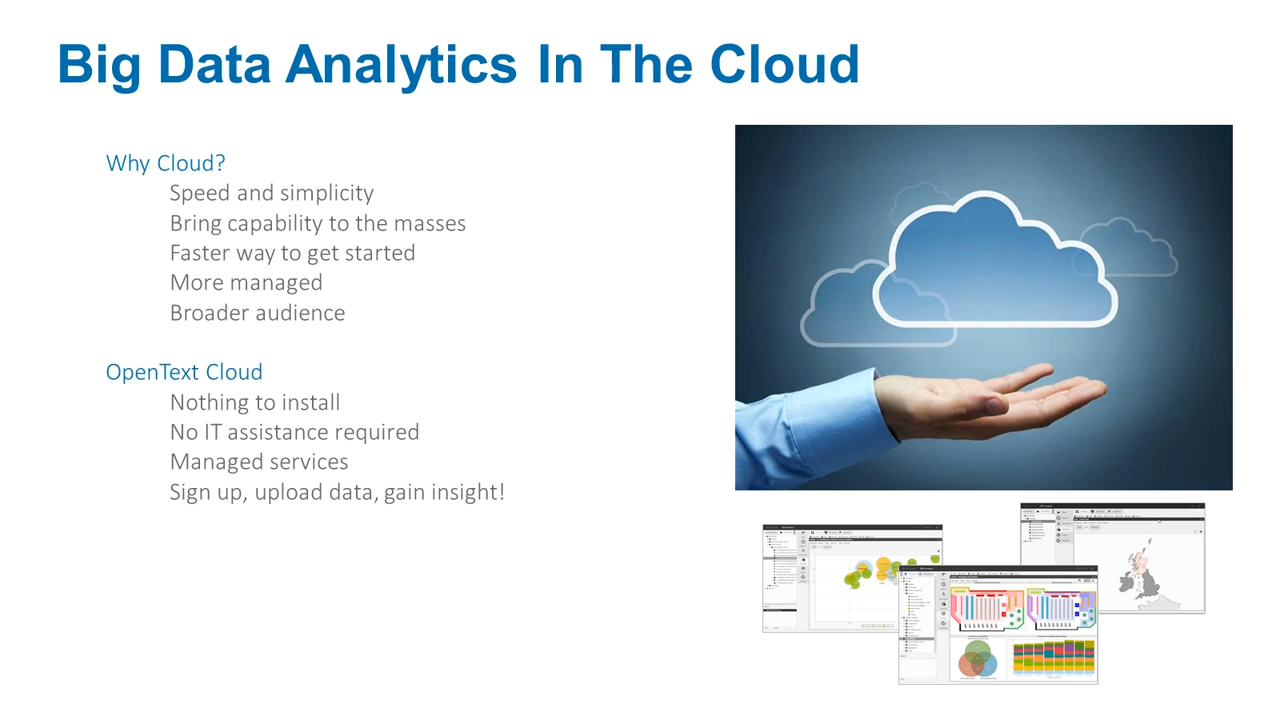 Big Data Analytics In The Cloud
Why Cloud?
Speed and simplicity
Bring capability to the masses
Faster way to get started
More managed
Broader audience
OpenText Cloud
Nothing to install
No IT assistance required
Managed services
Sign up, upload data, gain insight!